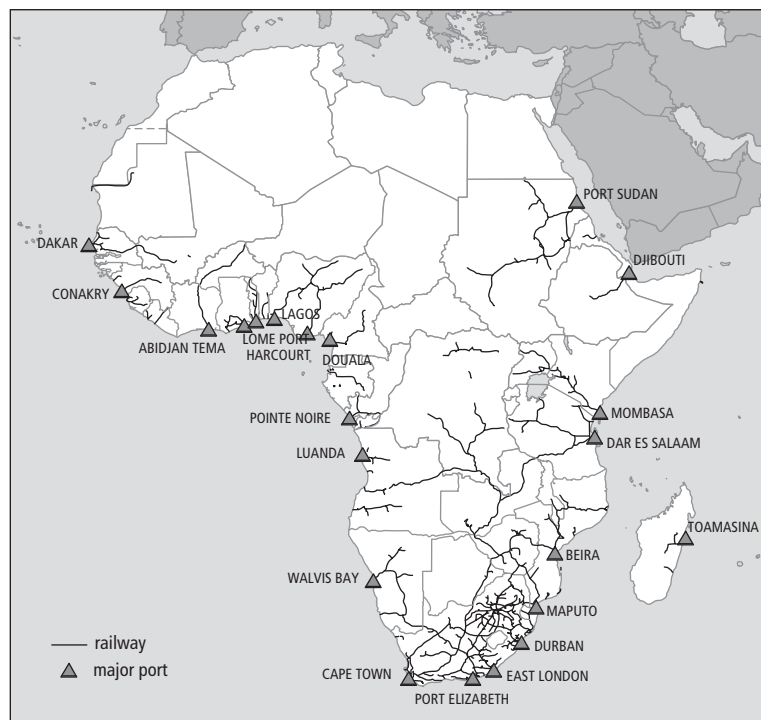 PORT SUDAN
DAKAR
DJIBOUTI
CONAKRY
LAGOS
ABIDJAN TEMA
LOME PORT
HARCOURT
DOUALA
POINTE NOIRE
MOMBASA
DAR ES SALAAM
LUANDA
TOAMASINA
BEIRA
WALVIS BAY
MAPUTO
railway
DURBAN
major port
CAPE TOWN
EAST LONDON
PORT ELIZABETH